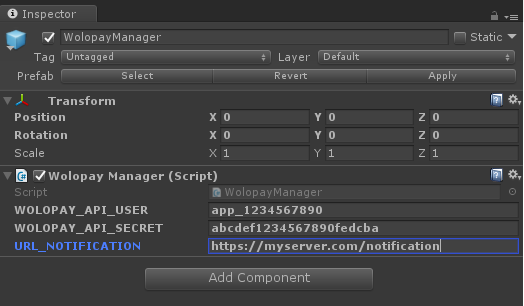 Inspector
WolopayManager Static
Tag Untagged Layer Default
Prefab Select Revert Apply
Transform
Position X 0 Y 0 Z 0
Rotation X 0 Y 0 Z 0
Scale X 1 Y 1 Z 1
Wolopay Manager (Script)
Script WolopayManager
WOLOPAY_API_USER app_1234567890
WOLOPAY_API_SECRET abcdef1234567890fedcba
URL_NOTIFICATION https://myserver.com/notification
Add Component